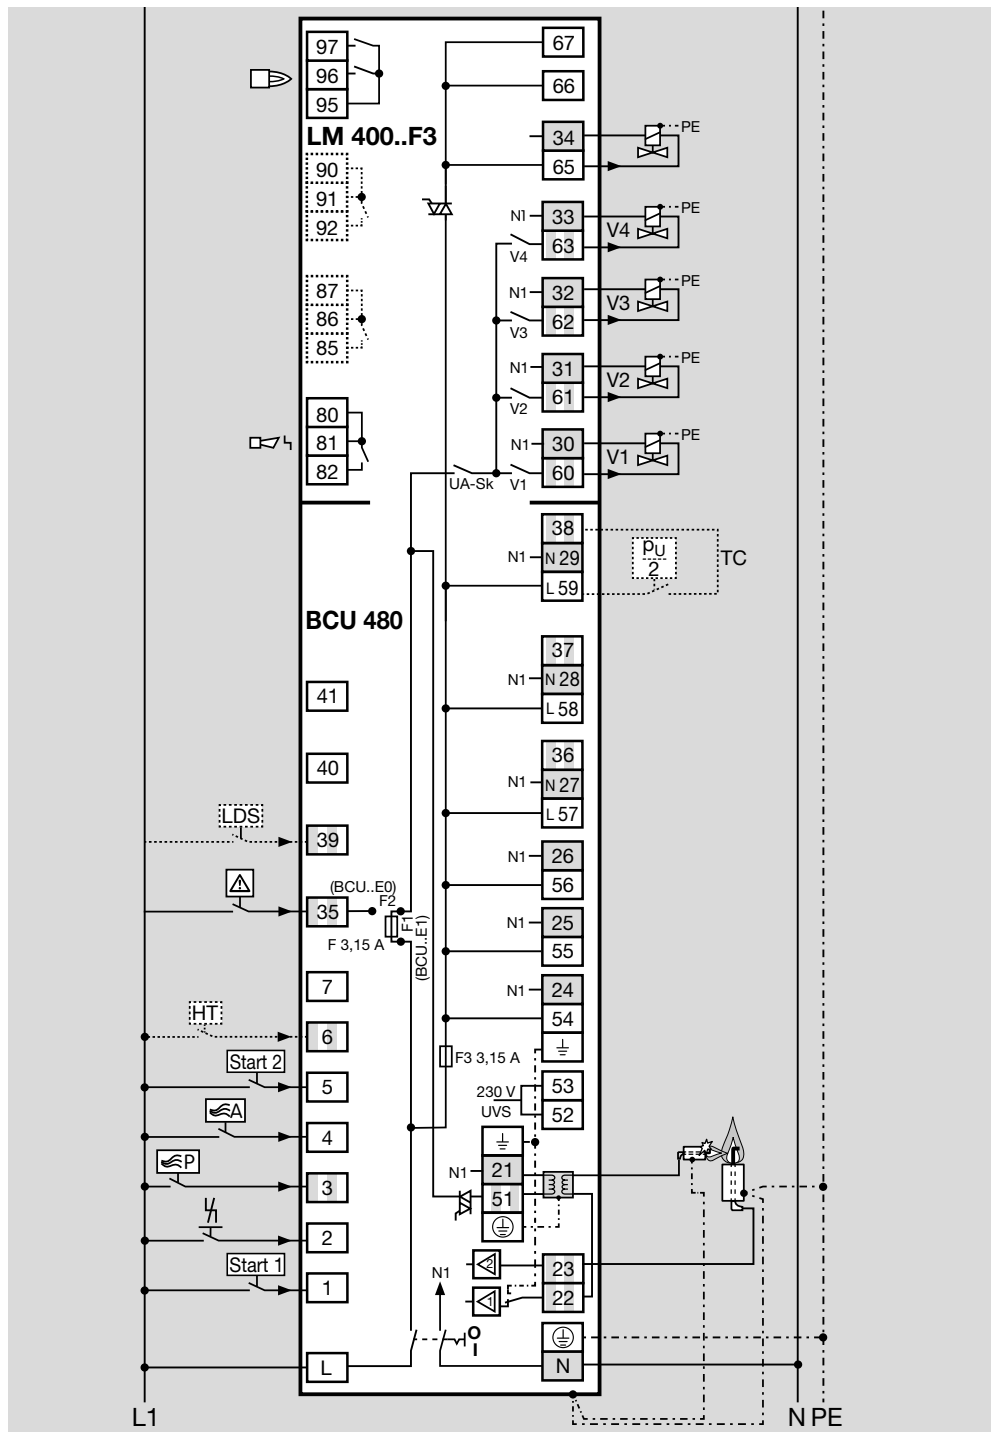 97
96
95
LM 400..F3
90
91
92
87
86
85
80
81
82
67
66
34
65
PE
N1
33
V4
63
V4
PE
N1
32
V3
62
V3
PE
N1
31
V2
61
V2
PE
N1
30
V1
60
V1
PE
UA-Sk
38
N1
N 29
L 59
pU
2
TC
BCU 480
37
N1
N 28
L 58
41
36
N1
N 27
L 57
40
LDS
39
N1
26
56
(BCU..E0)
F2
35
F1
(BCU..E1)
F 3,15 A
N1
25
55
7
N1
24
54
HT
6
F3 3,15 A
Start 2
5
230 V
UVS
53
52
A
4
P
3
N1
21
51
2
Start 1
1
N1
2
23
1
22
O
I
L
N
L1
N PE